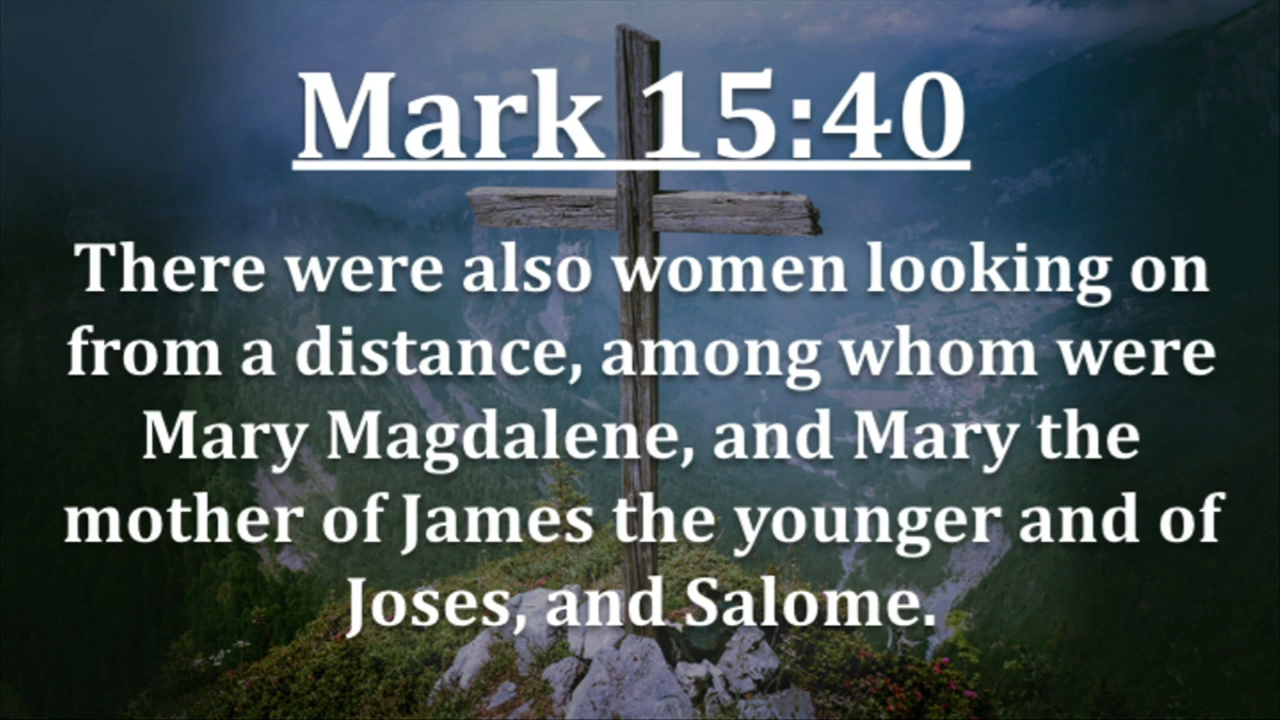 Mark 15:40
There were also women looking on
from a distance, among whom were
Mary Magdalene, and Mary the
mother of James the younger and of
Joses, and Salome.